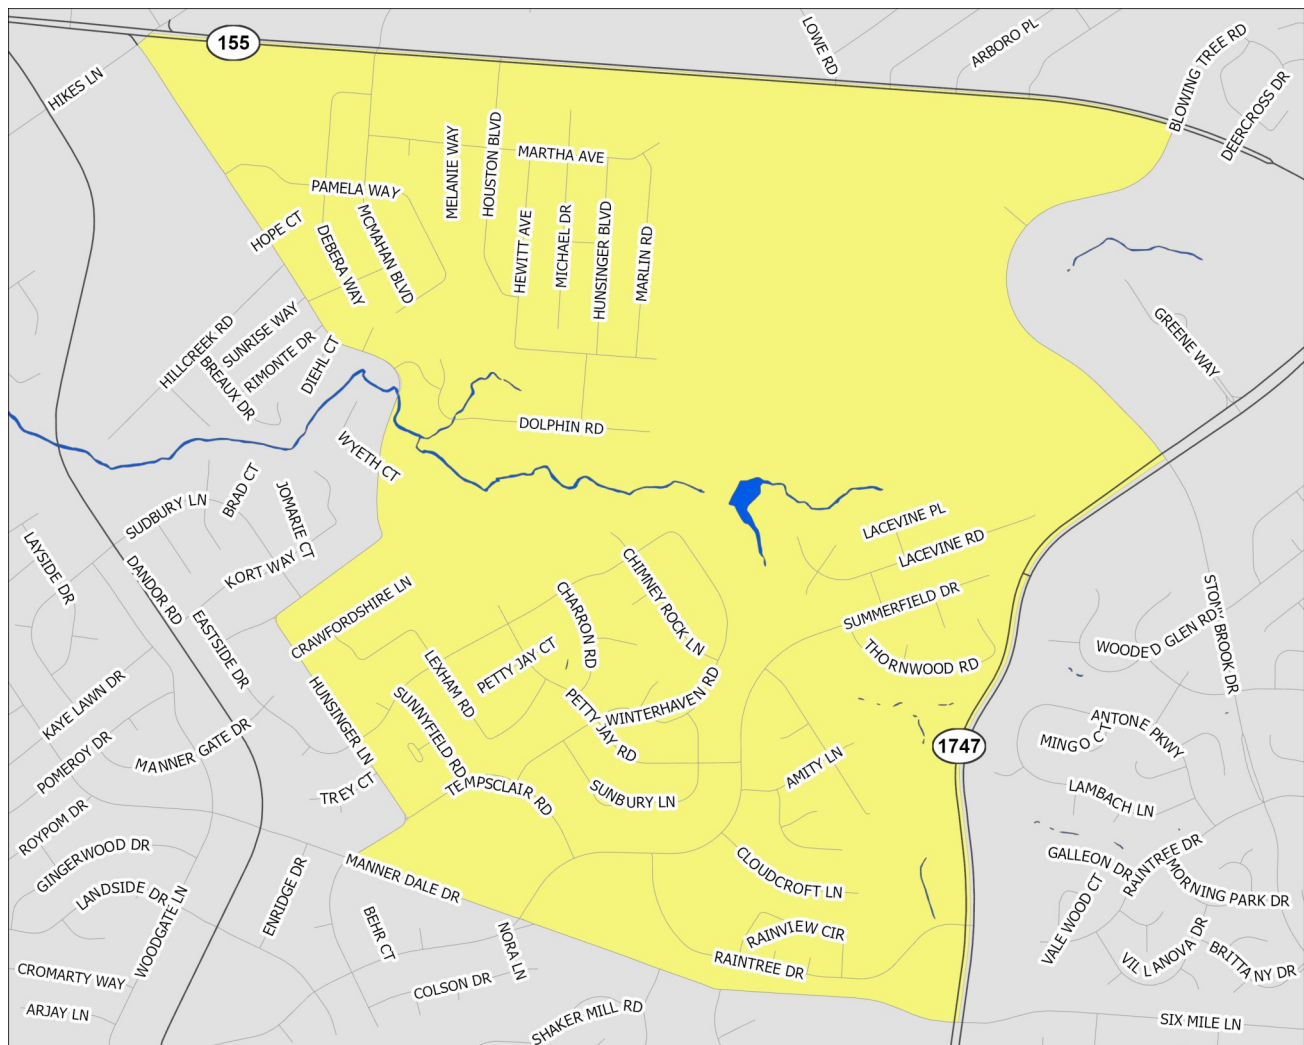 155
LOWE RD
ARBORO PL
BLOWING TREE RD
DEERCROSS DR
HIKES LN
MELANIE WAY
HOUSTON BLVD
MARTHA AVE
PAMELA WAY
HOPE CT
DEBERA WAY
MCMAHAN BLVD
HEWITT AVE
MICHAEL DR
HUNSINGER BLVD
MARLIN RD
GREENE WAY
HILLCREEK RD
SUNRISE WAY
BREAUX DR
RIMONTE DR
DIEHL CT
DOLPHIN RD
WYETH CT
BRAD CT
SUDBURY LN
JOMARIE CT
KORT WAY
LACEVINE PL
LACEVINE RD
LAYSIDE DR
DANDOR RD
EASTSIDE DR
CRAWFORDSHIRE LN
CHARRON RD
CHIMNEY ROCK LN
SUMMERFIELD DR
THORNWOOD RD
STONY BROOK DR
WOODED GLEN RD
KAYE LAWN DR
HUNSINGER LN
LEXHAM RD
PETTY JAY CT
PETTY JAY RD
WINTERHAVEN RD
SUNNYFIELD RD
ANTONE PKWY
MINGO CT
1747
POMEROY DR
MANNER GATE DR
TREY CT
TEMPSCLAIR RD
SUNBURY LN
AMITY LN
LAMBACH LN
ROYPOM DR
GINGERWOOD DR
LANDSIDE DR
WOODGATE LN
ENRIDGE DR
MANNER DALE DR
CLOUDCROFT LN
GALLEON DR
RAINTREE DR
MORNING PARK DR
VALE WOOD CT
BEHR CT
NORA LN
RAINVIEW CIR
RAINTREE DR
VILLANOVA DR
BRITTANY DR
CROMARTY WAY
COLSON DR
ARJAY LN
SHAKER MILL RD
SIX MILE LN